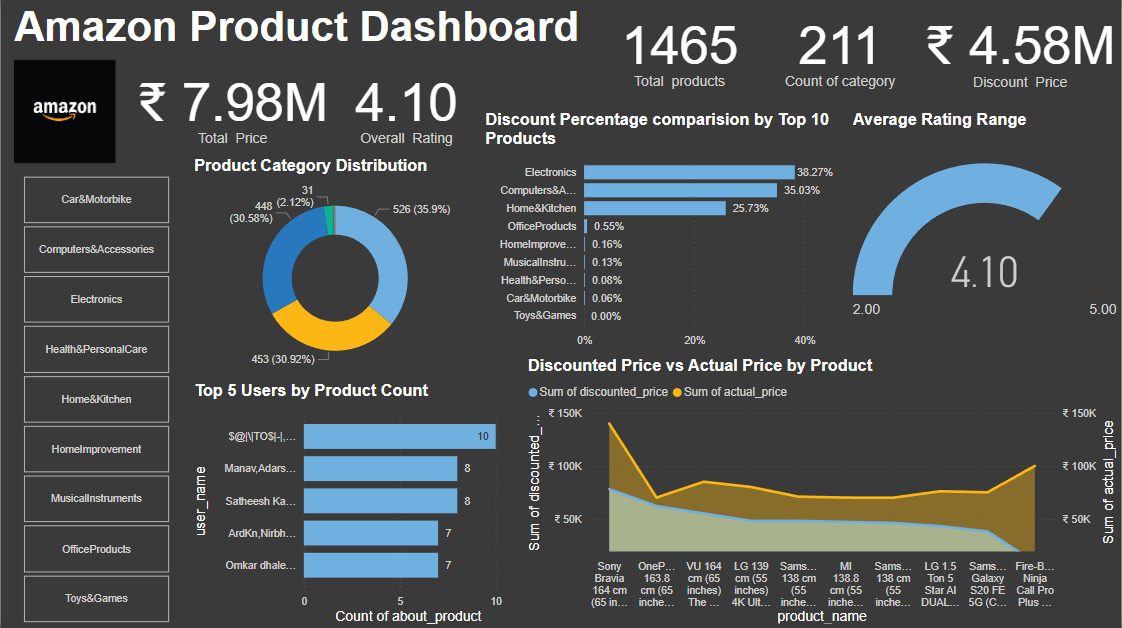 Amazon Product Dashboard
1465
Total products
211
Count of category
₹ 4.58M
Discount Price
amazon
₹ 7.98M
Total Price
4.10
Overall Rating
Car&Motorbike
Computers&Accessories
Electronics
Health&PersonalCare
Home&Kitchen
HomeImprovement
MusicalInstruments
OfficeProducts
Toys&Games
Product Category Distribution
31
(2.12%)
448
(30.58%)
526 (35.9%)
453 (30.92%)
Discount Percentage comparision by Top 10
Products
Electronics 38.27%
Computers&A... 35.03%
Home&Kitchen 25.73%
OfficeProducts 0.55%
HomeImprove... 0.16%
MusicalInstru... 0.13%
Health&Perso... 0.08%
Car&Motorbike 0.06%
Toys&Games 0.00%
0% 20% 40%
Average Rating Range
4.10
2.00 5.00
Top 5 Users by Product Count
user_name
$@|\|TO$|-|,... 10
Manav,Adars... 8
Satheesh Ka... 8
ArdKn,Nirbh... 7
Omkar dhale... 7
0 5 10
Count of about_product
Discounted Price vs Actual Price by Product
Sum of discounted_price Sum of actual_price
Sum of discounted_...
₹ 150K ₹ 150K
₹ 100K ₹ 100K
₹ 50K ₹ 50K
Sum of actual_price
Sony OneP... VU 164 LG 139 Sams... MI Sams... LG 1.5 Sams... Fire-B...
Bravia 163.8 cm (65 cm (55 138 cm 138.8 138 cm Ton 5 Galaxy Ninja
164 cm cm (65 inches) inches) (55 cm (55 (55 Star AI S20 FE Call Pro
(65 in... inche... The ... 4K Ult... inche... inche... inche... DUAL... 5G (C... Plus ...
product_name